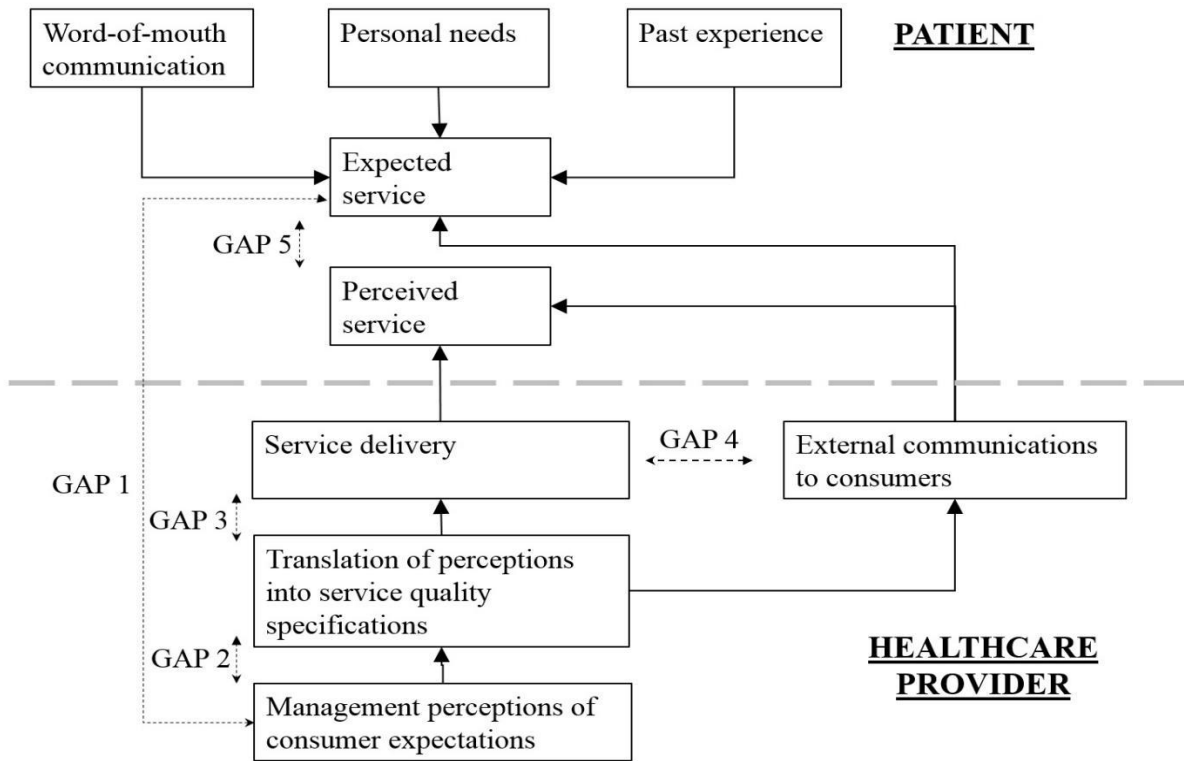 Word-of-mouth
communication
Personal needs
Past experience
PATIENT
Expected
service
GAP 5
Perceived
service
Service delivery
GAP 4
External communications
to consumers
GAP 1
GAP 3
Translation of perceptions
into service quality
specifications
GAP 2
HEALTHCARE
PROVIDER
Management perceptions of
consumer expectations